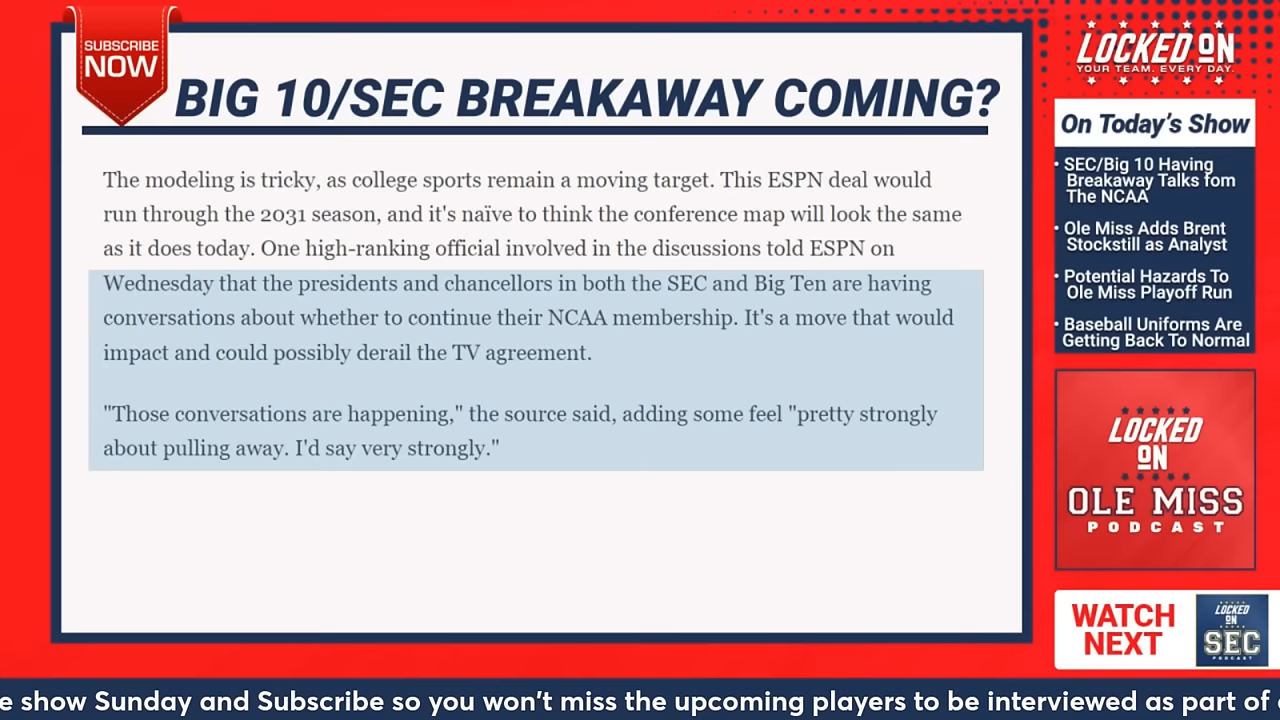 SUBSCRIBE
NOW
BIG 10/SEC BREAKAWAY COMING?
The modeling is tricky, as college sports remain a moving target. This ESPN deal would
run through the 2031 season, and it's naïve to think the conference map will look the same
as it does today. One high-ranking official involved in the discussions told ESPN on
Wednesday that the presidents and chancellors in both the SEC and Big Ten are having
conversations about whether to continue their NCAA membership. It's a move that would
impact and could possibly derail the TV agreement.
"Those conversations are happening," the source said, adding some feel "pretty strongly
about pulling away. I'd say very strongly."
LOCKED ON
YOUR TEAM. EVERY DAY.
On Today's Show
• SEC/Big 10 Having
Breakaway Talks fom
The NCAA
• Ole Miss Adds Brent
Stockstill as Analyst
• Potential Hazards To
Ole Miss Playoff Run
• Baseball Uniforms Are
Getting Back To Normal
LOCKED
ON
OLE MISS
PODCAST
WATCH
NEXT
LOCKED
ON
SEC
PODCAST
e show Sunday and Subscribe so you won't miss the upcoming players to be interviewed as part of